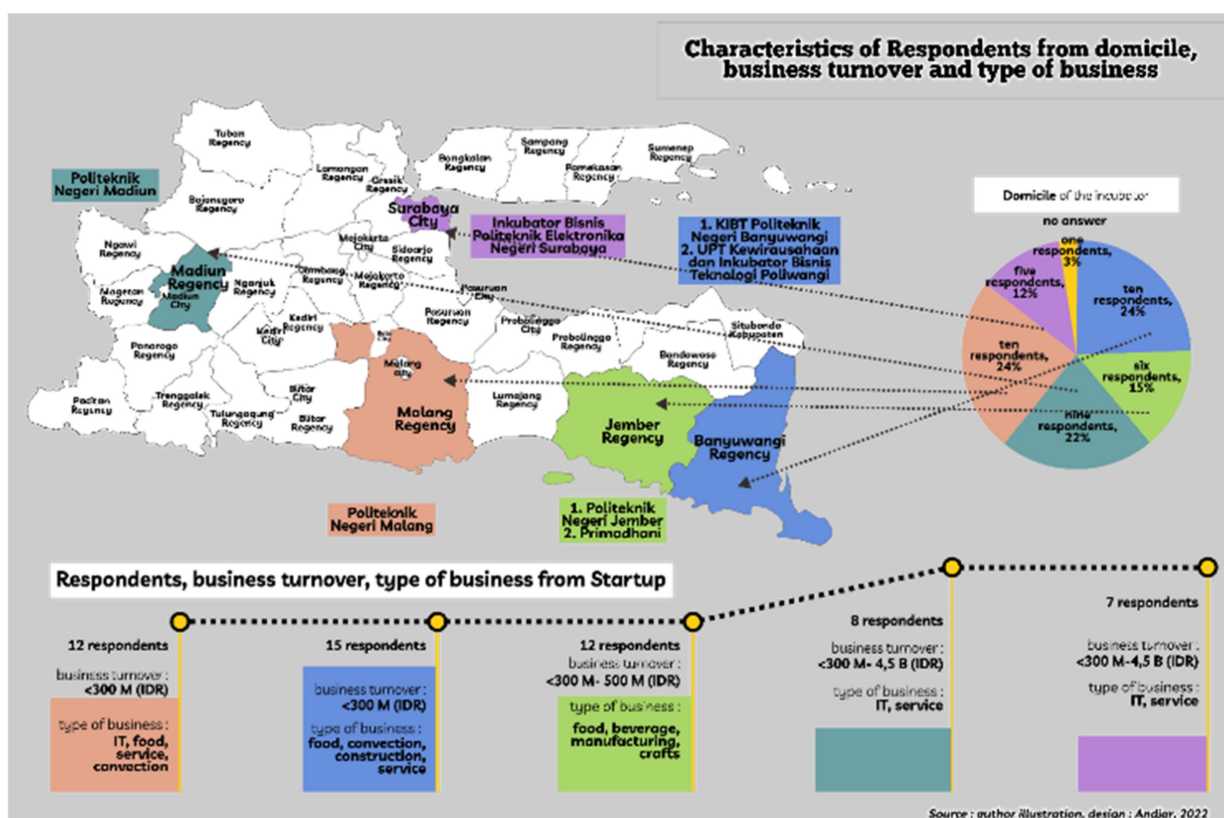 Characteristics of Respondents from domicile,
business turnover and type of business
Tuban
Regency
Lamongan
Regency
Gresik
Regency
Bangkalan
Regency
Sampang
Regency
Pamekasan
Regency
Sumenep
Regency
Politeknik
Negeri Madiun
Bojonegoro
Regency
Surabaya
City
Inkubator Bisnis
Politeknik Elektronika
Negeri Surabaya
1. KIBT Politeknik
Negeri Banyuwangi
2. UPT Kewirausahaan
dan Inkubator Bisnis
Teknologi Poliwangi
Domicile of the incubator
no answer
one
respondents,
3%
five
respondents,
12%
ten
respondents,
24%
ten
respondents,
24%
six
respondents,
15%
nine
respondents,
22%
Ngawi
Regency
Mojokerto
City
Sidoarjo
Regency
Madiun
Regency
Madiun
City
Magetan
Regency
Nganjuk
Regency
Jombang
Regency
Mojokerto
Regency
Pasuruan
City
Pasuruan
Regency
Probolinggo
City
Probolinggo
Regency
Situbondo
Kabupaten
Kediri
Regency
Kediri
City
Ponorogo
Regency
Bondowoso
Regency
Malang
City
Pacitan
Regency
Trenggalek
Regency
Tulungagung
Regency
Blitar
City
Blitar
Regency
Malang
Regency
Lumajang
Regency
Jember
Regency
Banyuwangi
Regency
Politeknik
Negeri Malang
1. Politeknik
Negeri Jember
2. Primadhani
Respondents, business turnover, type of business from Startup
12 respondents
business turnover :
<300 M (IDR)
type of business :
IT, food,
service,
convection
15 respondents
business turnover :
<300 M (IDR)
type of business :
food, convection,
construction,
service
12 respondents
business turnover :
<300 M- 500 M (IDR)
type of business :
food, beverage,
manufacturing,
crafts
8 respondents
business turnover :
<300 M- 4,5 B (IDR)
type of business :
IT, service
7 respondents
business turnover :
<300 M-4,5 B (IDR)
type of business :
IT, service
Source : author illustration, design : Andjar, 2022